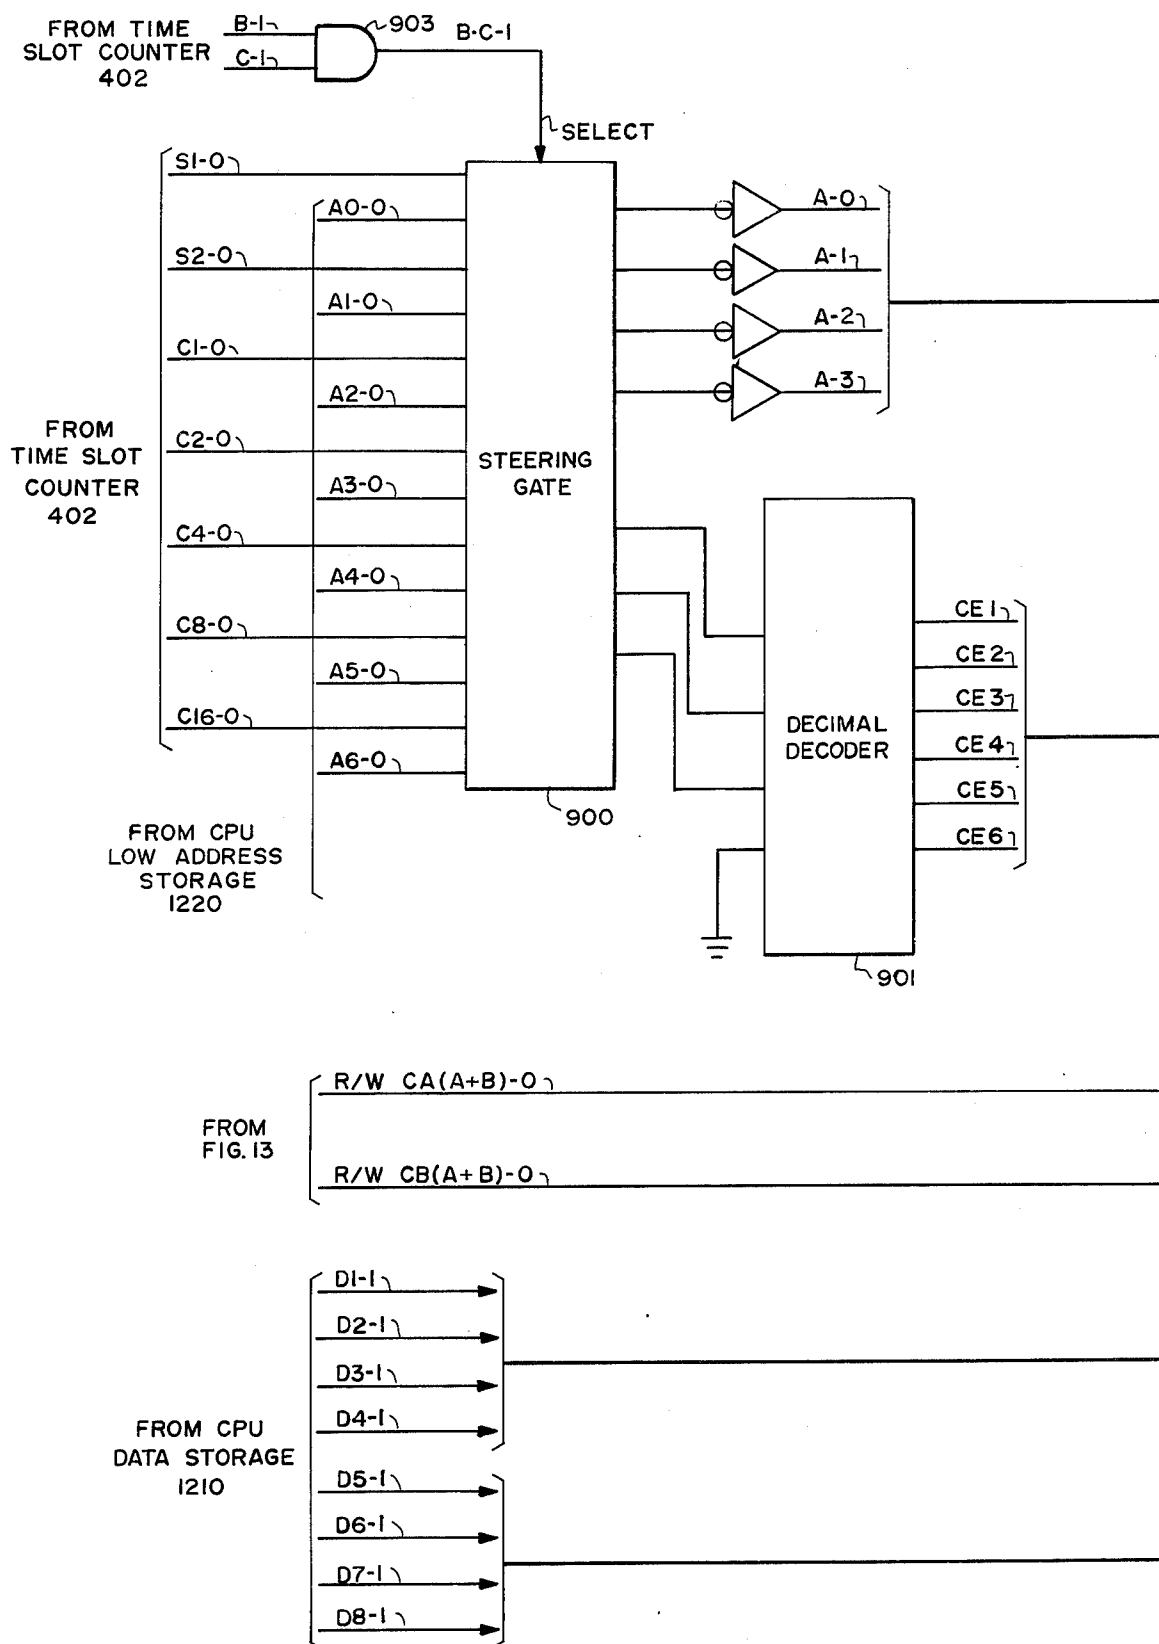 FROM TIME
SLOT COUNTER
402
B-1
C-1
903
B·C-1
SELECT
S1-0
A0-0
S2-0
A1-0
C1-0
A2-0
C2-0
A3-0
C4-0
A4-0
C8-0
A5-0
C16-0
A6-0
FROM
TIME SLOT
COUNTER
402
FROM CPU
LOW ADDRESS
STORAGE
1220
STEERING
GATE
900
A-0
A-1
A-2
A-3
DECIMAL
DECODER
901
CE1
CE2
CE3
CE4
CE5
CE6
FROM
FIG.13
R/W CA(A+B)-0
R/W CB(A+B)-0
FROM CPU
DATA STORAGE
1210
D1-1
D2-1
D3-1
D4-1
D5-1
D6-1
D7-1
D8-1